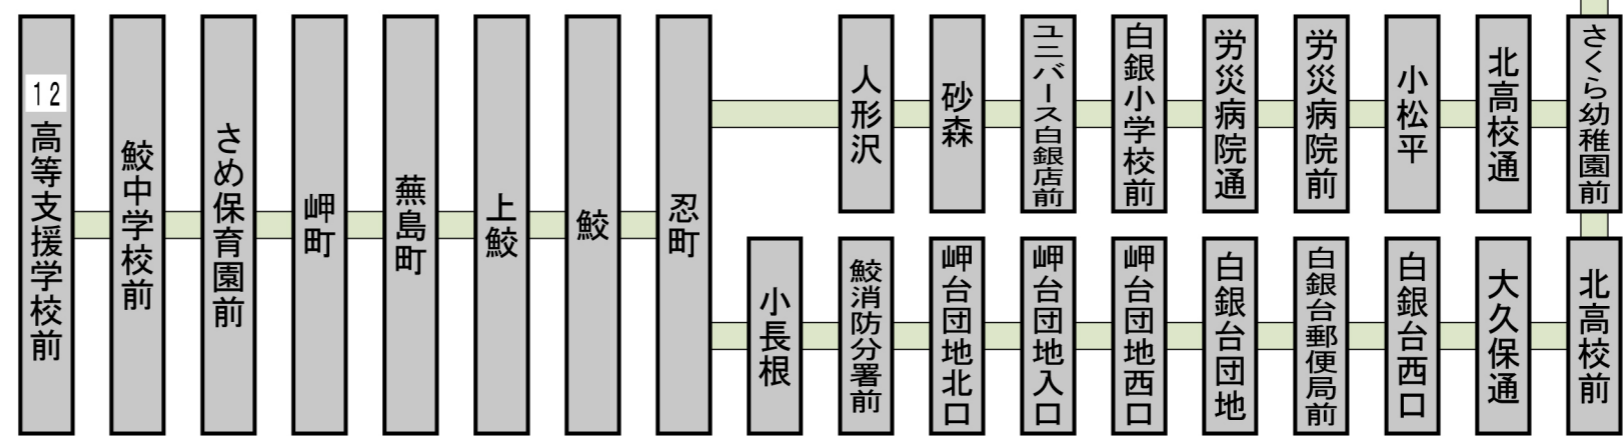 12
高等支援学校前
鮫中学校前
さめ保育園前
岬町
蕪島町
上鮫
鮫
忍町
人形沢
砂森
ユニバース白銀店前
白銀小学校前
労災病院通
労災病院前
小松平
北高校通
さくら幼稚園前
小長根
鮫消防分署前
岬台団地北口
岬台団地入口
岬台団地西口
白銀台団地
白銀台郵便局前
白銀台西口
大久保通
北高校前